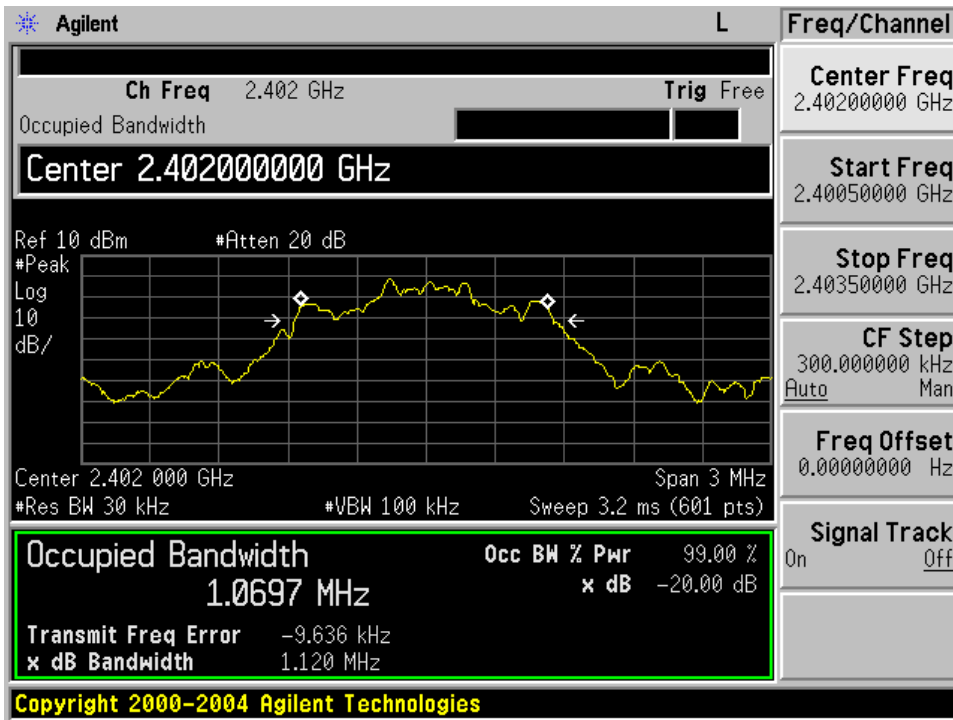 Agilent L Freq/Channel
Ch Freq 2.402 GHz Trig Free
Occupied Bandwidth
Center 2.402000000 GHz
Ref 10 dBm #Atten 20 dB
#Peak
Log
10
dB/
Center 2.402 000 GHz Span 3 MHz
#Res BW 30 kHz #VBW 100 kHz Sweep 3.2 ms (601 pts)
Occupied Bandwidth Occ BW % Pwr 99.00 %
1.0697 MHz x dB -20.00 dB
Transmit Freq Error -9.636 kHz
x dB Bandwidth 1.120 MHz
Copyright 2000-2004 Agilent Technologies
Center Freq
2.40200000 GHz
Start Freq
2.40050000 GHz
Stop Freq
2.40350000 GHz
CF Step
300.000000 kHz
Auto Man
Freq Offset
0.00000000 Hz
Signal Track
On Off